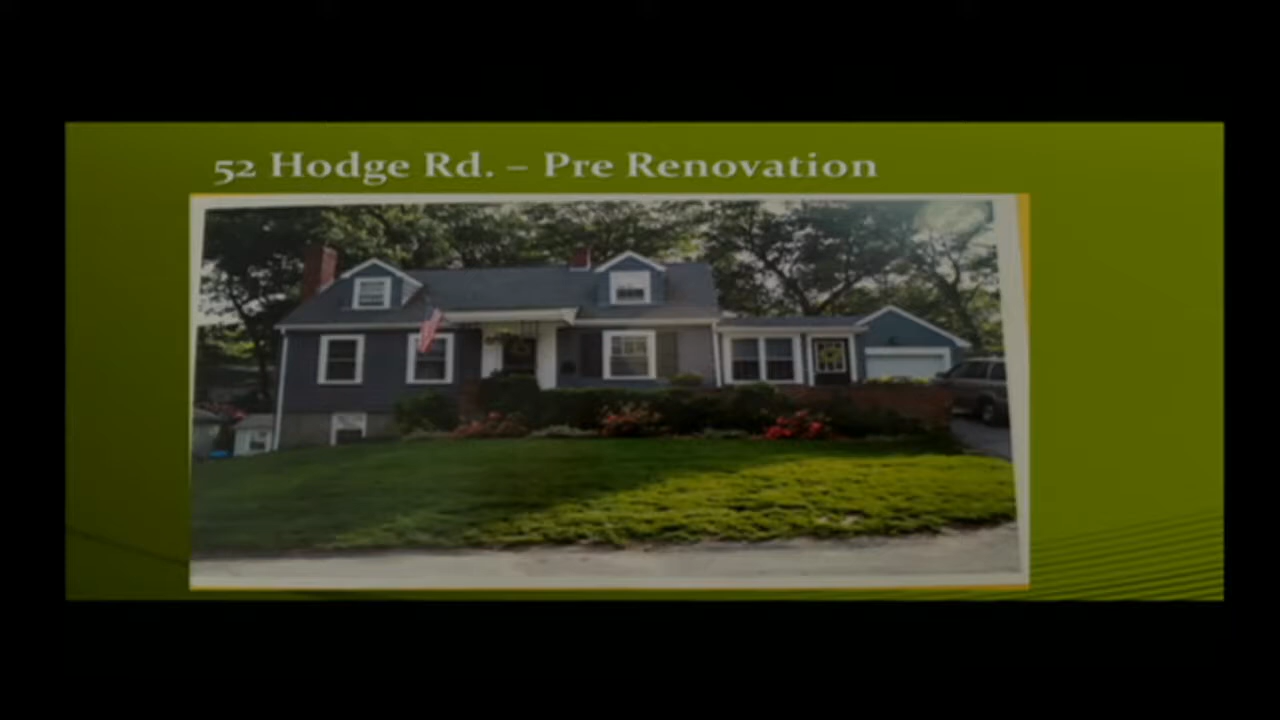 52 Hodge Rd. – Pre Renovation